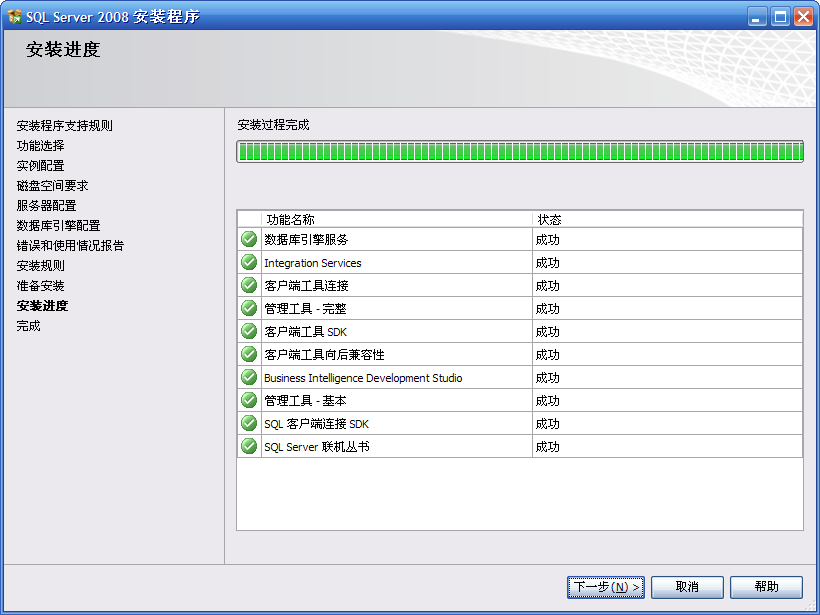 SQL Server 2008 安装程序
安装进度
安装程序支持规则
功能选择
实例配置
磁盘空间要求
服务器配置
数据库引擎配置
错误和使用情况报告
安装规则
准备安装
安装进度
完成
安装过程完成
功能名称 状态
数据库引擎服务 成功
Integration Services 成功
客户端工具连接 成功
管理工具 - 完整 成功
客户端工具 SDK 成功
客户端工具向后兼容性 成功
Business Intelligence Development Studio 成功
管理工具 - 基本 成功
SQL 客户端连接 SDK 成功
SQL Server 联机丛书 成功
下一步(N) > 取消 帮助